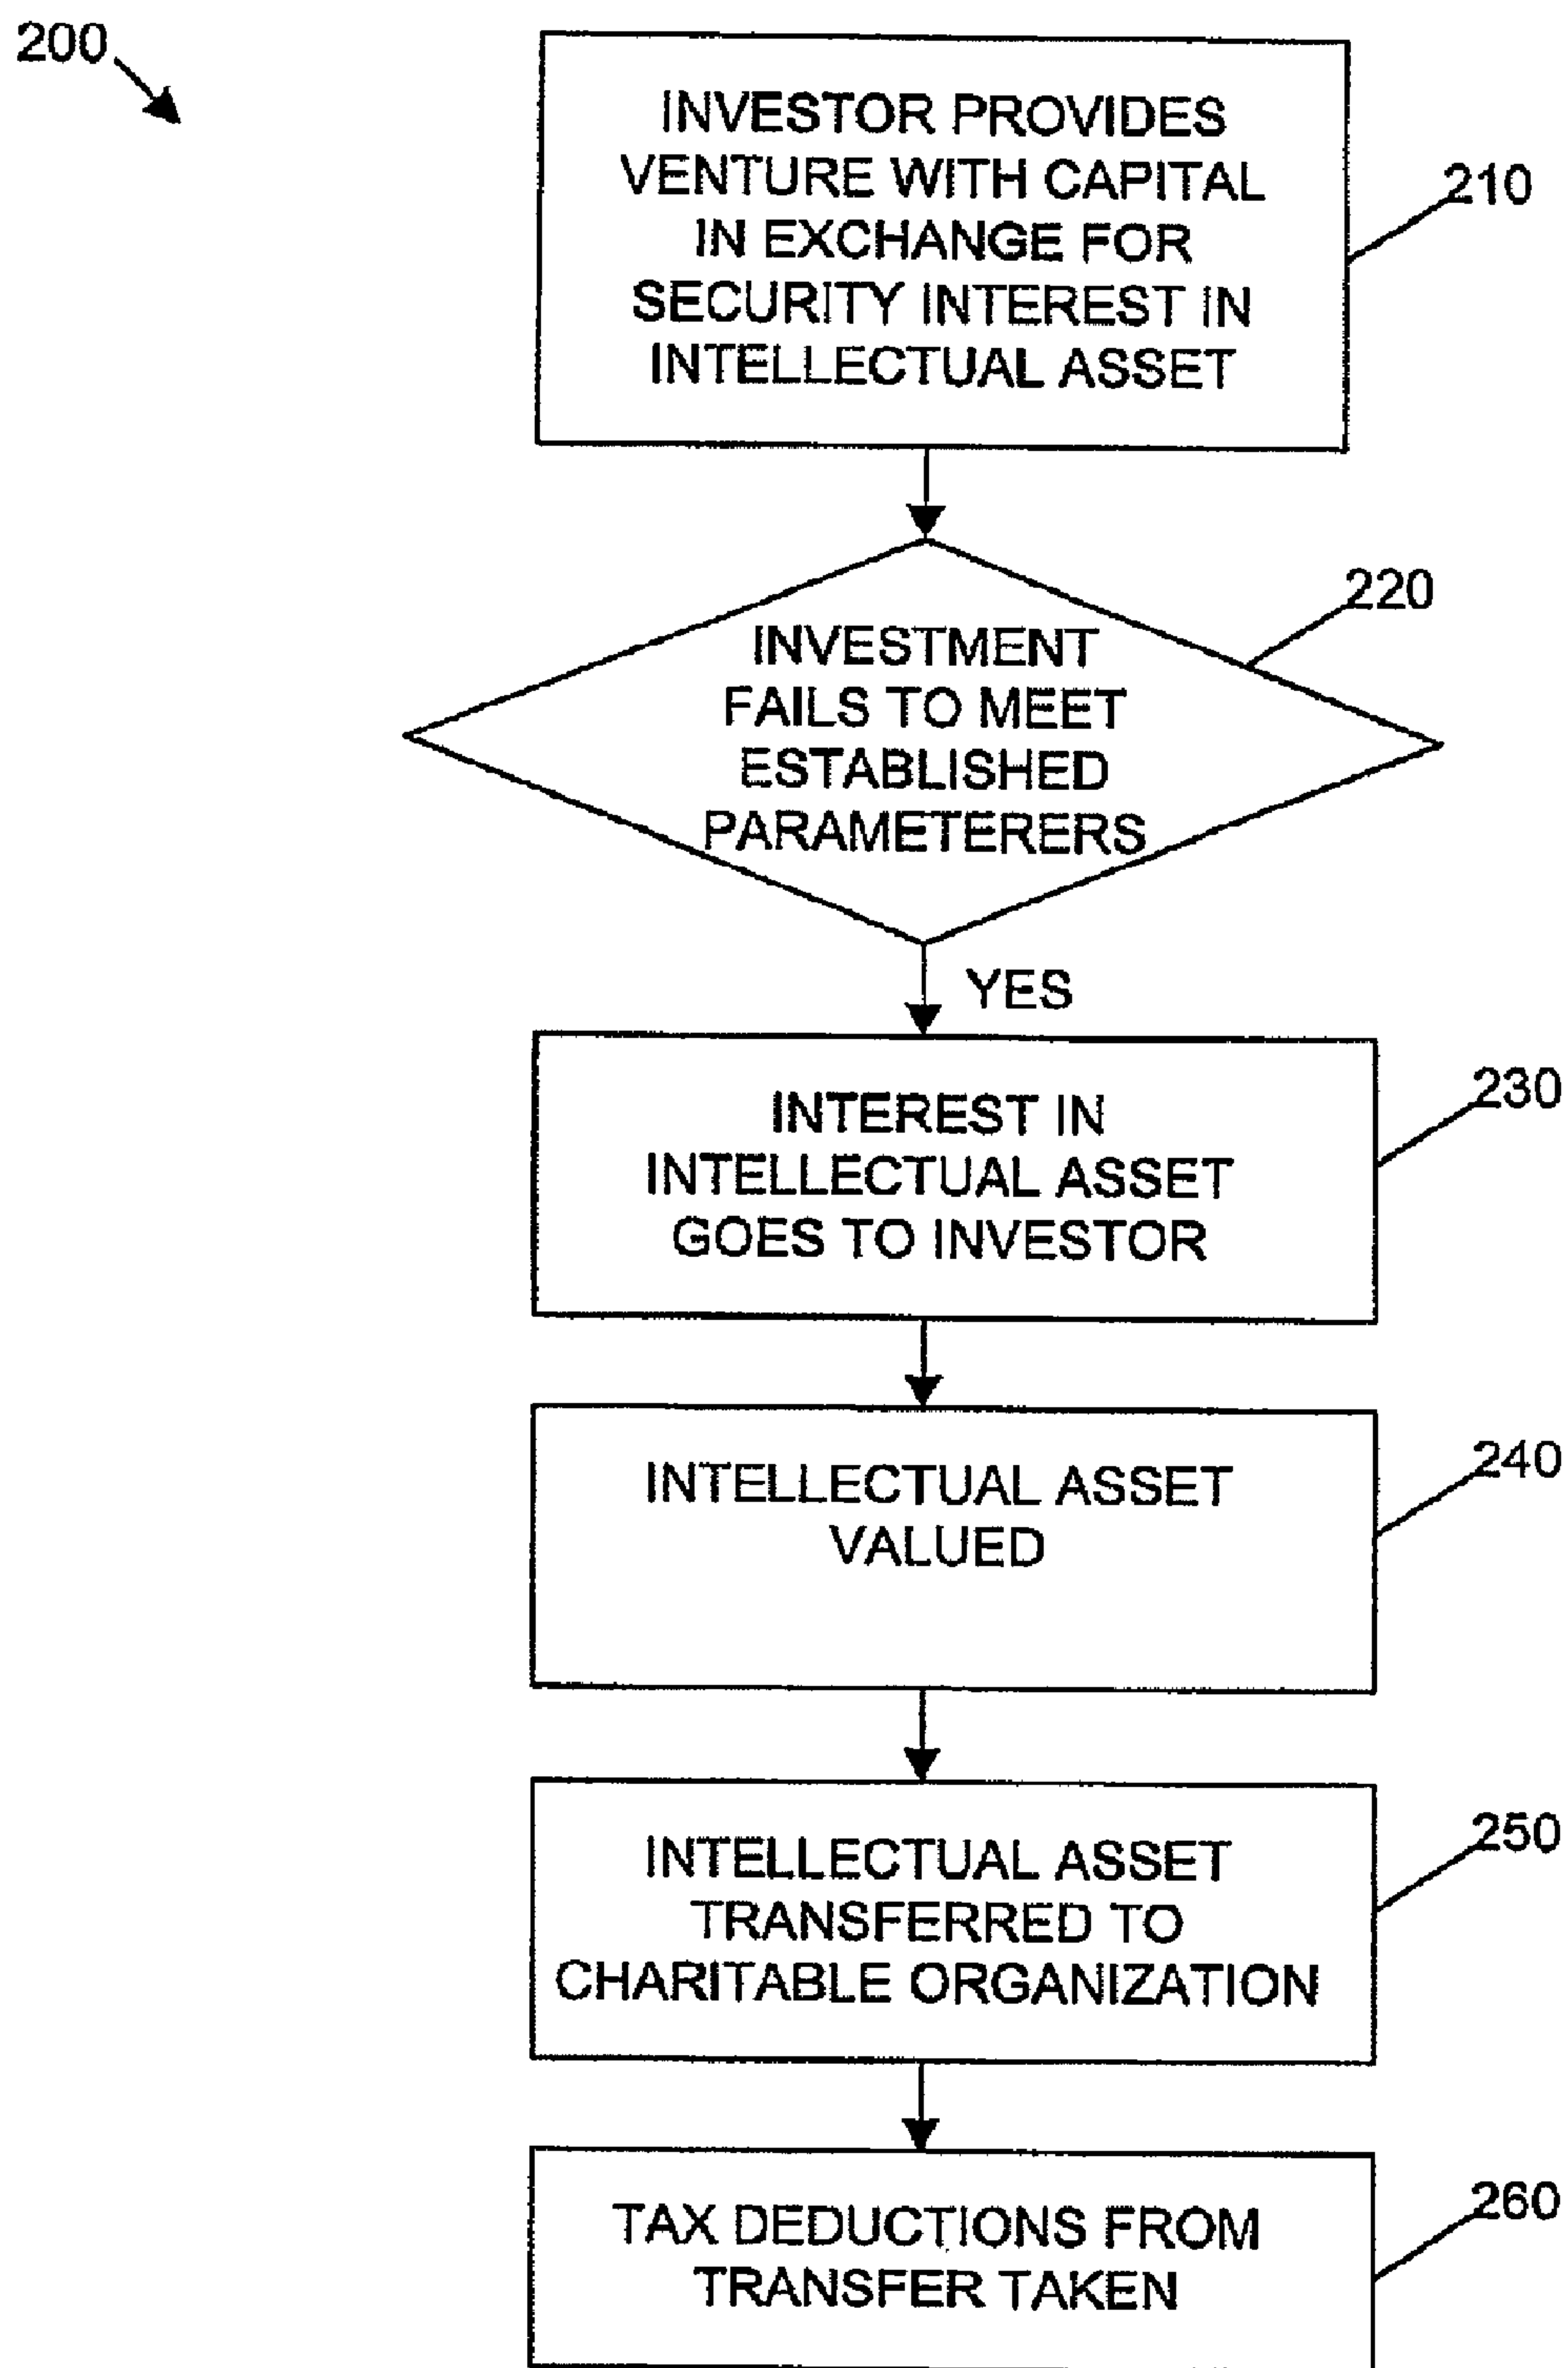 200
INVESTOR PROVIDES
VENTURE WITH CAPITAL
IN EXCHANGE FOR
SECURITY INTEREST IN
INTELLECTUAL ASSET
210
220
INVESTMENT
FAILS TO MEET
ESTABLISHED
PARAMETERERS
YES
230
INTEREST IN
INTELLECTUAL ASSET
GOES TO INVESTOR
240
INTELLECTUAL ASSET
VALUED
250
INTELLECTUAL ASSET
TRANSFERRED TO
CHARITABLE ORGANIZATION
260
TAX DEDUCTIONS FROM
TRANSFER TAKEN